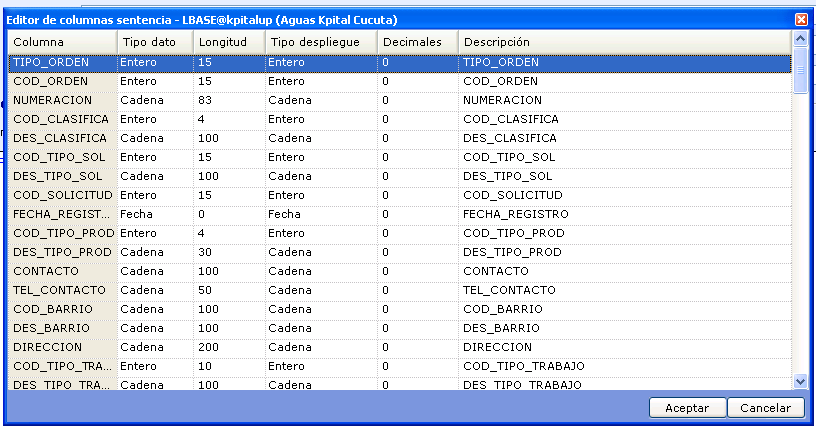 Editor de columnas sentencia - LBASE@kpitalup (Aguas Kpital Cucuta)
Columna Tipo dato Longitud Tipo despliegue Decimales Descripción
TIPO_ORDEN Entero 15 Entero 0 TIPO_ORDEN
COD_ORDEN Entero 15 Entero 0 COD_ORDEN
NUMERACION Cadena 83 Cadena 0 NUMERACION
COD_CLASIFICA Entero 4 Entero 0 COD_CLASIFICA
DES_CLASIFICA Cadena 100 Cadena 0 DES_CLASIFICA
COD_TIPO_SOL Entero 15 Entero 0 COD_TIPO_SOL
DES_TIPO_SOL Cadena 100 Cadena 0 DES_TIPO_SOL
COD_SOLICITUD Entero 15 Entero 0 COD_SOLICITUD
FECHA_REGIST... Fecha 0 Fecha 0 FECHA_REGISTRO
COD_TIPO_PROD Entero 4 Entero 0 COD_TIPO_PROD
DES_TIPO_PROD Cadena 30 Cadena 0 DES_TIPO_PROD
CONTACTO Cadena 100 Cadena 0 CONTACTO
TEL_CONTACTO Cadena 50 Cadena 0 TEL_CONTACTO
COD_BARRIO Cadena 100 Cadena 0 COD_BARRIO
DES_BARRIO Cadena 100 Cadena 0 DES_BARRIO
DIRECCION Cadena 200 Cadena 0 DIRECCION
COD_TIPO_TRA... Entero 10 Entero 0 COD_TIPO_TRABAJO
DES_TIPO_TRA... Cadena 100 Cadena 0 DES_TIPO_TRABAJO
Aceptar Cancelar